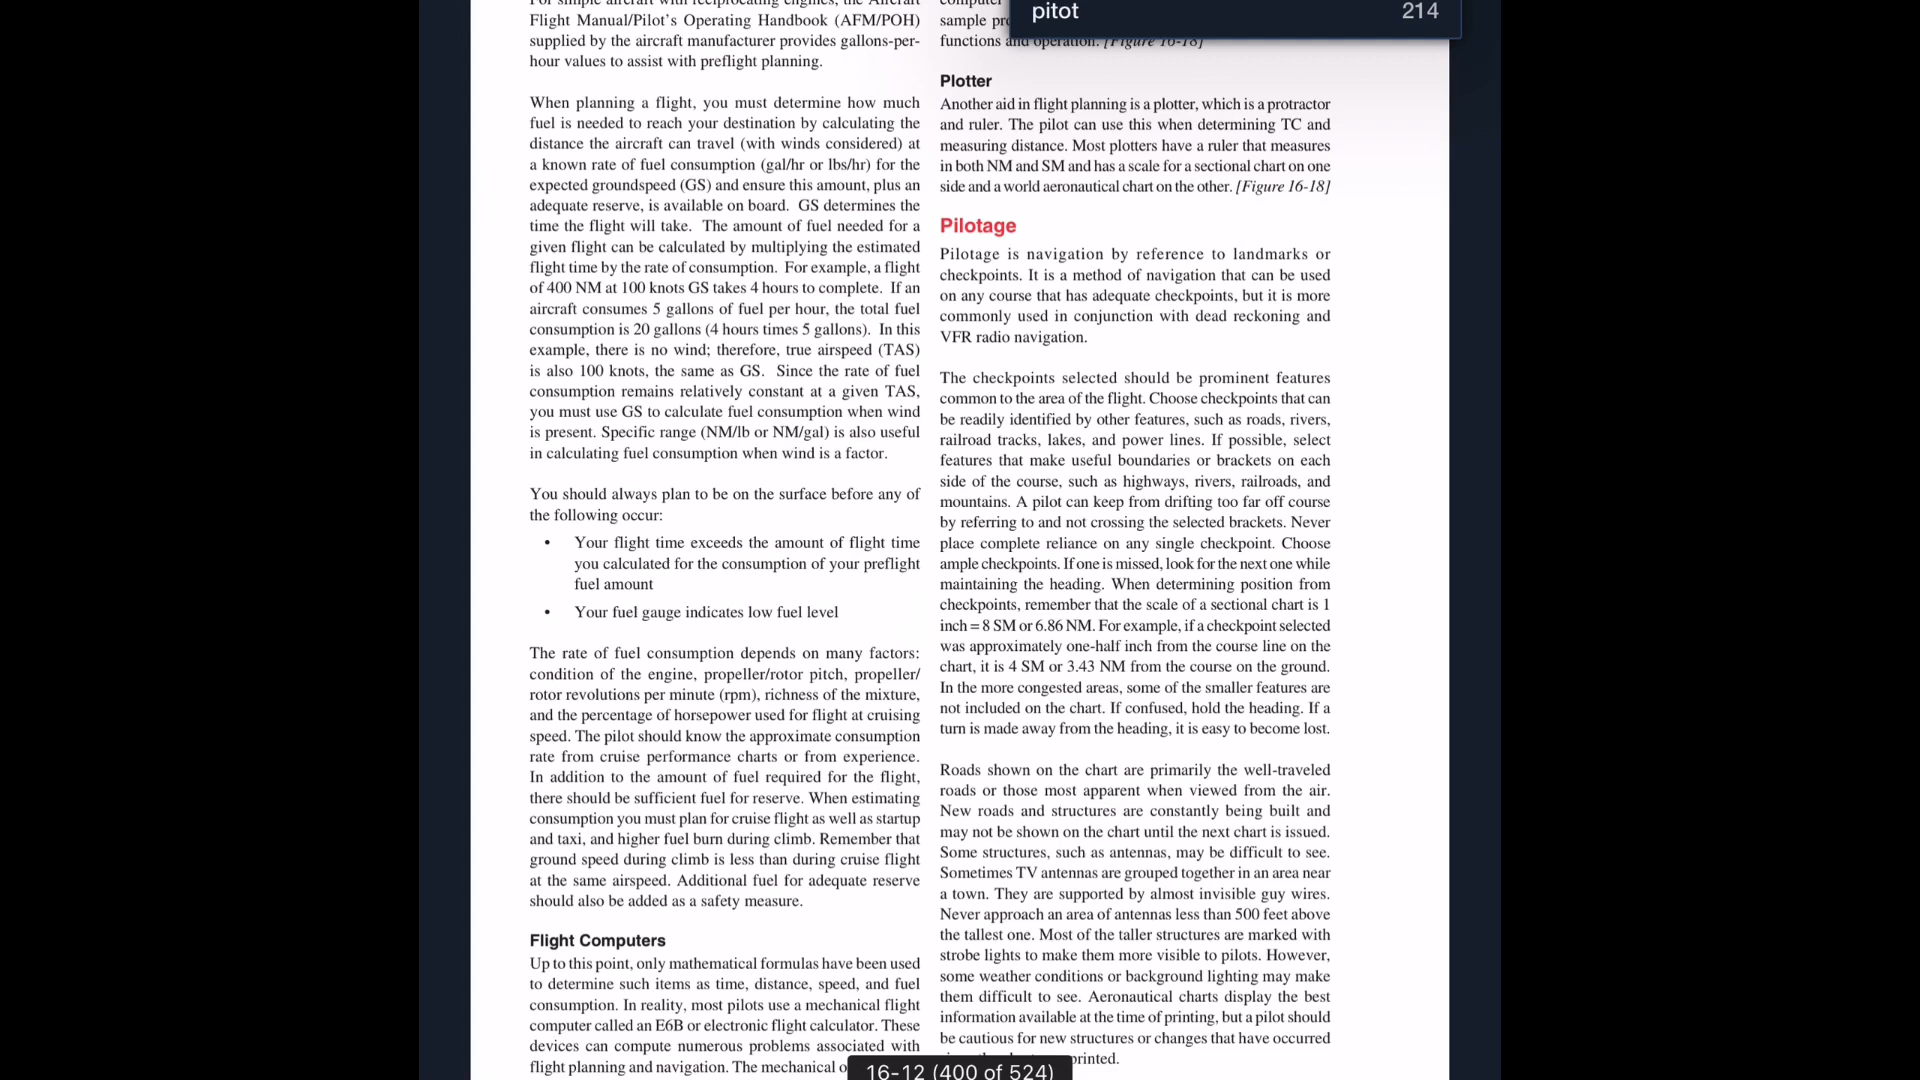 For simple aircraft with reciprocating engines, the Aircraft
Flight Manual/Pilot's Operating Handbook (AFM/POH)
supplied by the aircraft manufacturer provides gallons-per-
hour values to assist with preflight planning.
When planning a flight, you must determine how much
fuel is needed to reach your destination by calculating the
distance the aircraft can travel (with winds considered) at
a known rate of fuel consumption (gal/hr or lbs/hr) for the
expected groundspeed (GS) and ensure this amount, plus an
adequate reserve, is available on board. GS determines the
time the flight will take. The amount of fuel needed for a
given flight can be calculated by multiplying the estimated
flight time by the rate of consumption. For example, a flight
of 400 NM at 100 knots GS takes 4 hours to complete. If an
aircraft consumes 5 gallons of fuel per hour, the total fuel
consumption is 20 gallons (4 hours times 5 gallons). In this
example, there is no wind; therefore, true airspeed (TAS)
is also 100 knots, the same as GS. Since the rate of fuel
consumption remains relatively constant at a given TAS,
you must use GS to calculate fuel consumption when wind
is present. Specific range (NM/lb or NM/gal) is also useful
in calculating fuel consumption when wind is a factor.
You should always plan to be on the surface before any of
the following occur:
• Your flight time exceeds the amount of flight time
you calculated for the consumption of your preflight
fuel amount
• Your fuel gauge indicates low fuel level
The rate of fuel consumption depends on many factors:
condition of the engine, propeller/rotor pitch, propeller/
rotor revolutions per minute (rpm), richness of the mixture,
and the percentage of horsepower used for flight at cruising
speed. The pilot should know the approximate consumption
rate from cruise performance charts or from experience.
In addition to the amount of fuel required for the flight,
there should be sufficient fuel for reserve. When estimating
consumption you must plan for cruise flight as well as startup
and taxi, and higher fuel burn during climb. Remember that
ground speed during climb is less than during cruise flight
at the same airspeed. Additional fuel for adequate reserve
should also be added as a safety measure.
Flight Computers
Up to this point, only mathematical formulas have been used
to determine such items as time, distance, speed, and fuel
consumption. In reality, most pilots use a mechanical flight
computer called an E6B or electronic flight calculator. These
devices can compute numerous problems associated with
flight planning and navigation. The mechanical o
computer
sample pr
functions and operation. [Figure 16-18]
Plotter
Another aid in flight planning is a plotter, which is a protractor
and ruler. The pilot can use this when determining TC and
measuring distance. Most plotters have a ruler that measures
in both NM and SM and has a scale for a sectional chart on one
side and a world aeronautical chart on the other. [Figure 16-18]
Pilotage
Pilotage is navigation by reference to landmarks or
checkpoints. It is a method of navigation that can be used
on any course that has adequate checkpoints, but it is more
commonly used in conjunction with dead reckoning and
VFR radio navigation.
The checkpoints selected should be prominent features
common to the area of the flight. Choose checkpoints that can
be readily identified by other features, such as roads, rivers,
railroad tracks, lakes, and power lines. If possible, select
features that make useful boundaries or brackets on each
side of the course, such as highways, rivers, railroads, and
mountains. A pilot can keep from drifting too far off course
by referring to and not crossing the selected brackets. Never
place complete reliance on any single checkpoint. Choose
ample checkpoints. If one is missed, look for the next one while
maintaining the heading. When determining position from
checkpoints, remember that the scale of a sectional chart is 1
inch = 8 SM or 6.86 NM. For example, if a checkpoint selected
was approximately one-half inch from the course line on the
chart, it is 4 SM or 3.43 NM from the course on the ground.
In the more congested areas, some of the smaller features are
not included on the chart. If confused, hold the heading. If a
turn is made away from the heading, it is easy to become lost.
Roads shown on the chart are primarily the well-traveled
roads or those most apparent when viewed from the air.
New roads and structures are constantly being built and
may not be shown on the chart until the next chart is issued.
Some structures, such as antennas, may be difficult to see.
Sometimes TV antennas are grouped together in an area near
a town. They are supported by almost invisible guy wires.
Never approach an area of antennas less than 500 feet above
the tallest one. Most of the taller structures are marked with
strobe lights to make them more visible to pilots. However,
some weather conditions or background lighting may make
them difficult to see. Aeronautical charts display the best
information available at the time of printing, but a pilot should
be cautious for new structures or changes that have occurred
printed.
pitot 214
16-12 (400 of 524)